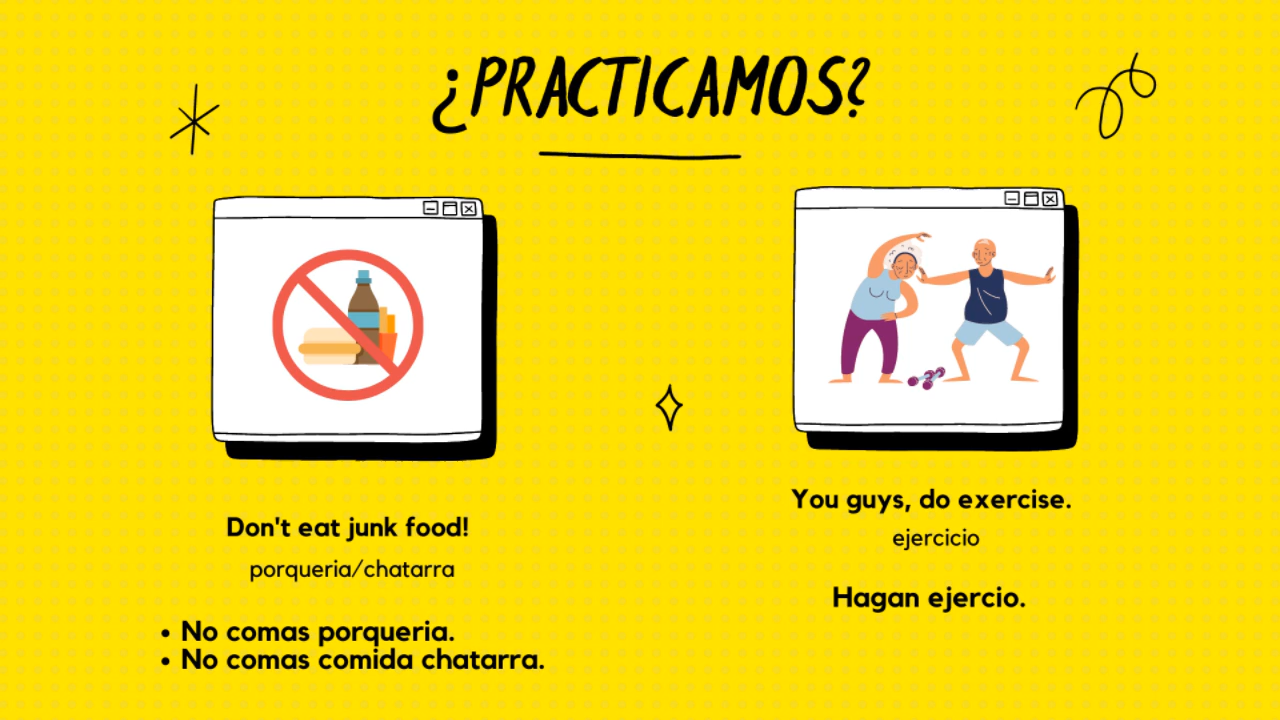 ¿PRACTICAMOS?
Don't eat junk food!
porqueria/chatarra
• No comas porqueria.
• No comas comida chatarra.
You guys, do exercise.
ejercicio
Hagan ejercio.